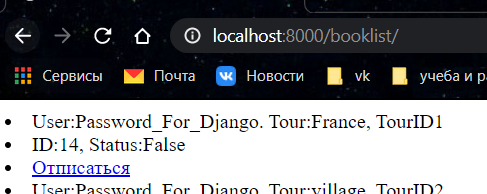 localhost:8000/booklist/
Сервисы Почта Новости vk учеба и р
User:Password_For_Django. Tour:France, TourID1
ID:14, Status:False
Отписаться
User:Password_For_Django. Tour:village, TourID2